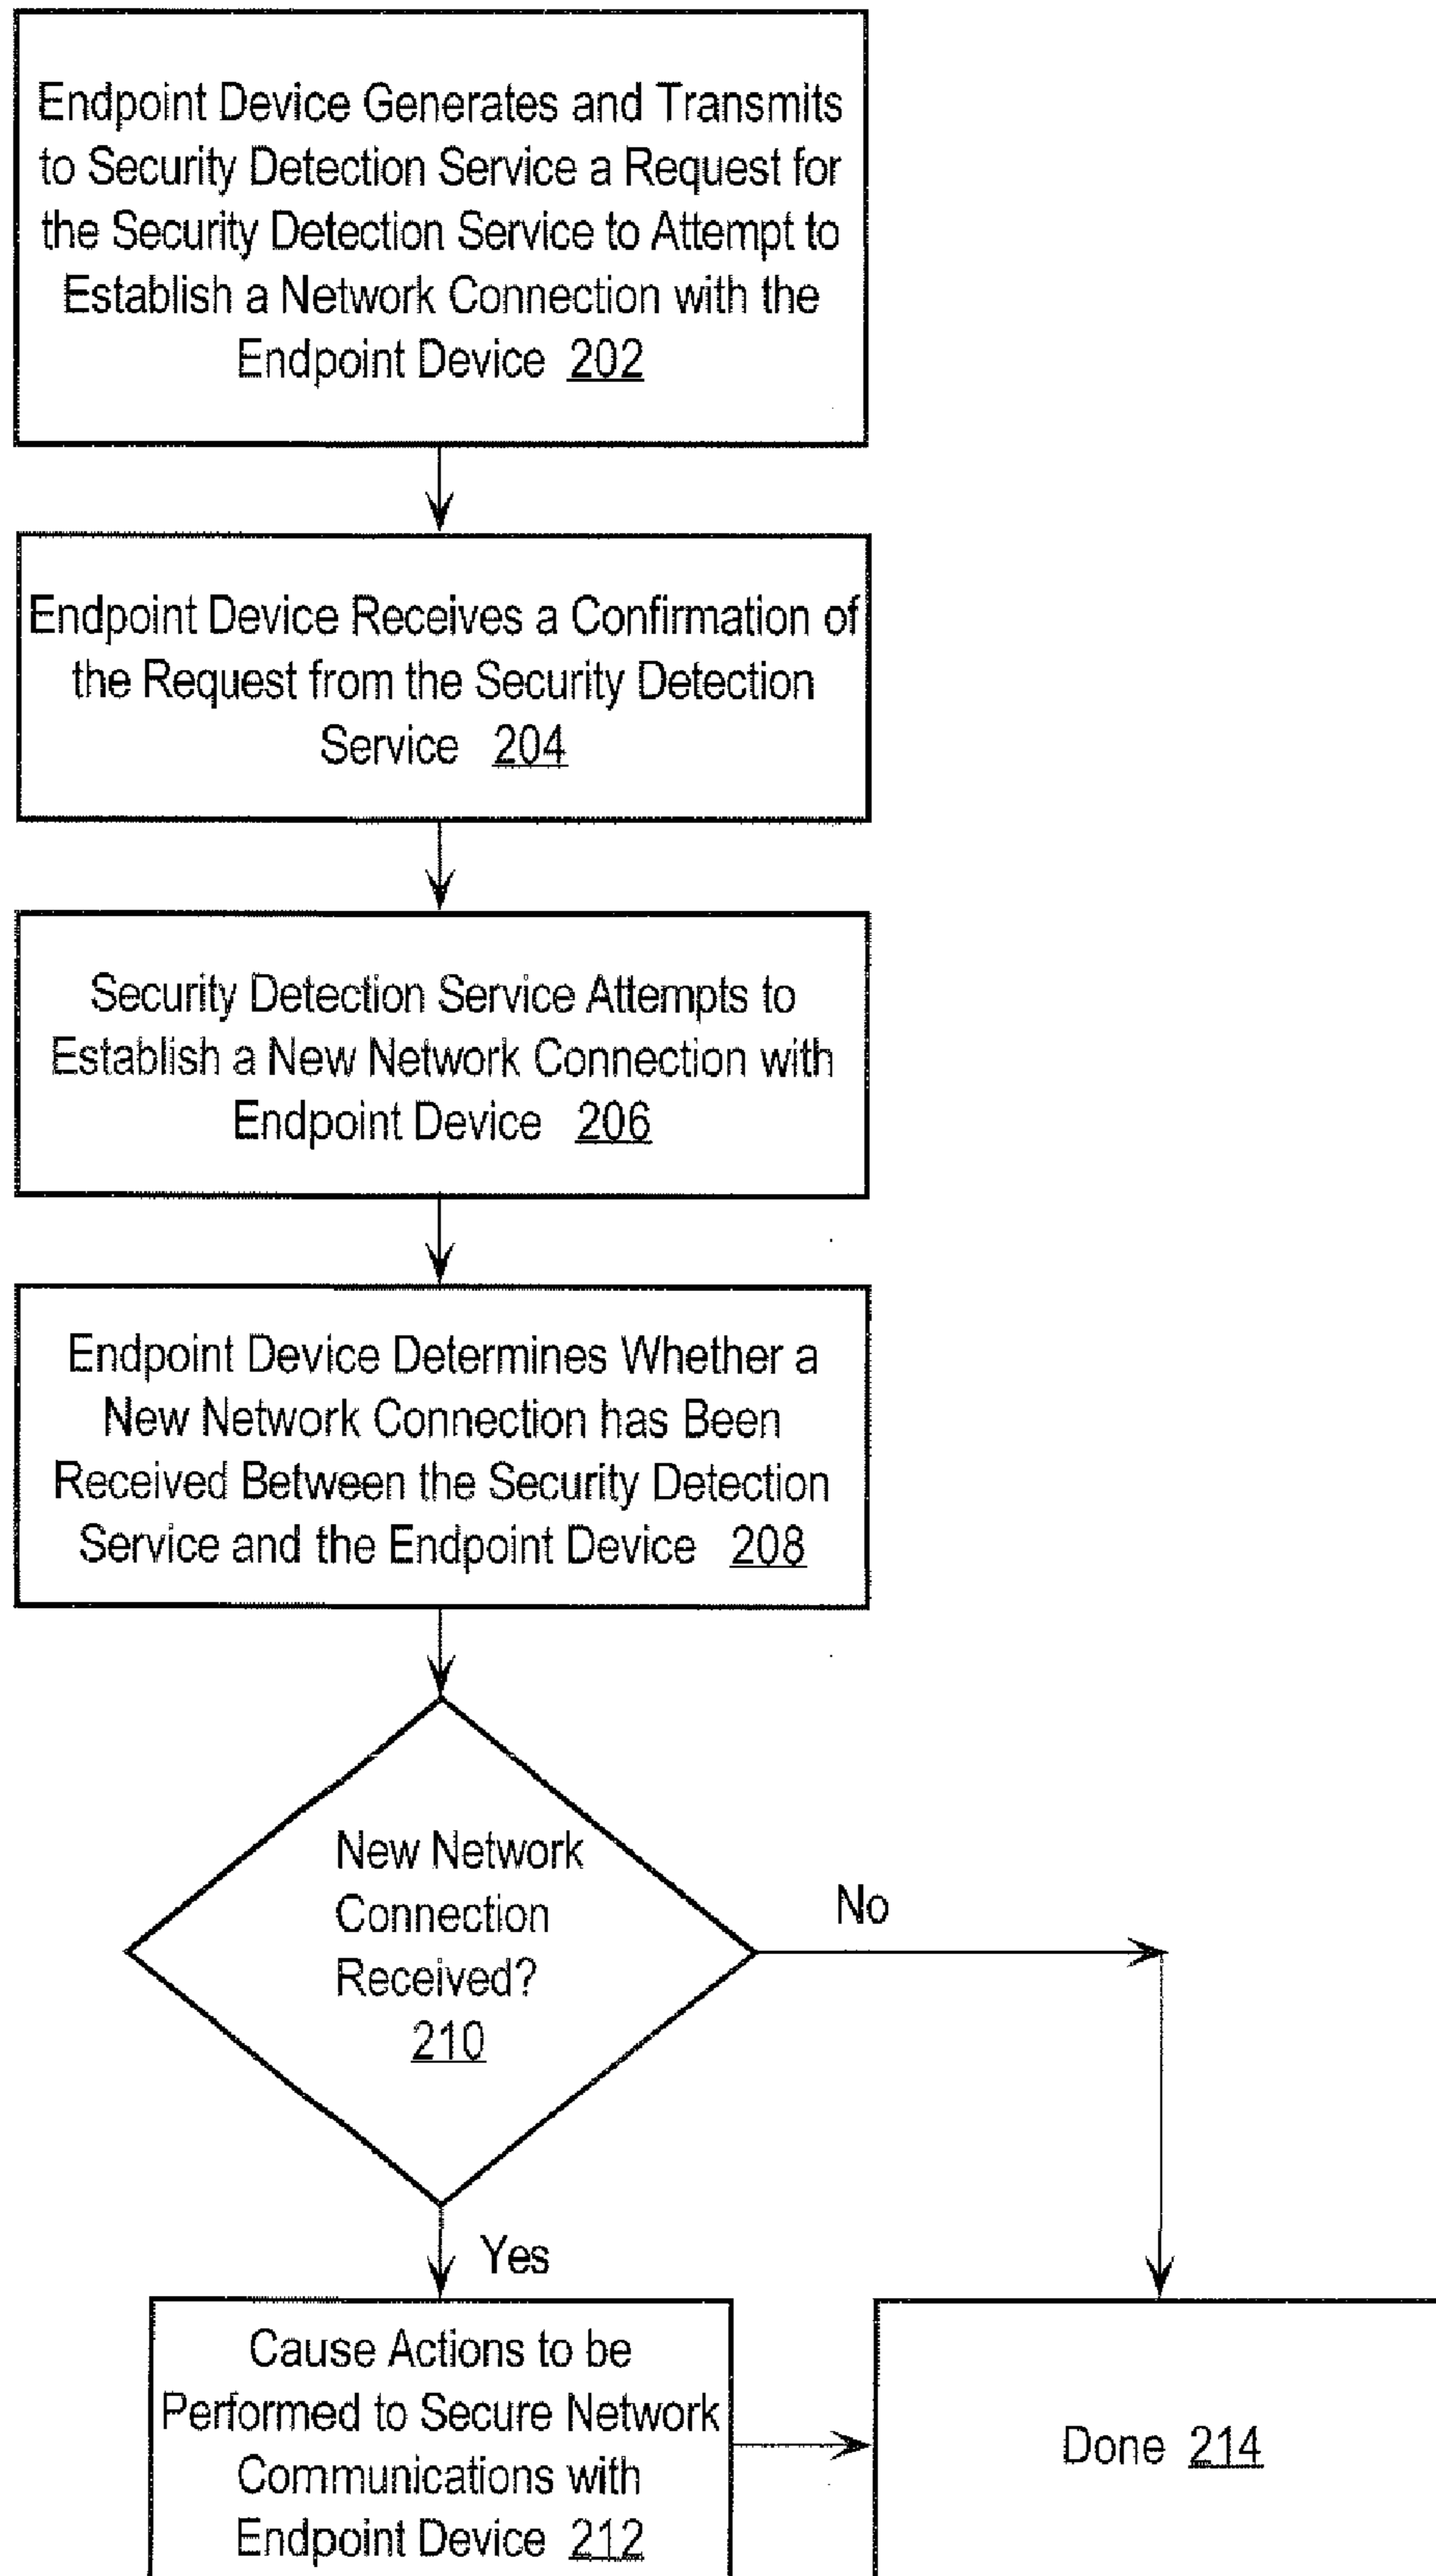 Endpoint Device Generates and Transmits
to Security Detection Service a Request for
the Security Detection Service to Attempt to
Establish a Network Connection with the
Endpoint Device 202
Endpoint Device Receives a Confirmation of
the Request from the Security Detection
Service 204
Security Detection Service Attempts to
Establish a New Network Connection with
Endpoint Device 206
Endpoint Device Determines Whether a
New Network Connection has Been
Received Between the Security Detection
Service and the Endpoint Device 208
New Network
Connection
Received?
210
No
Yes
Cause Actions to be
Performed to Secure Network
Communications with
Endpoint Device 212
Done 214